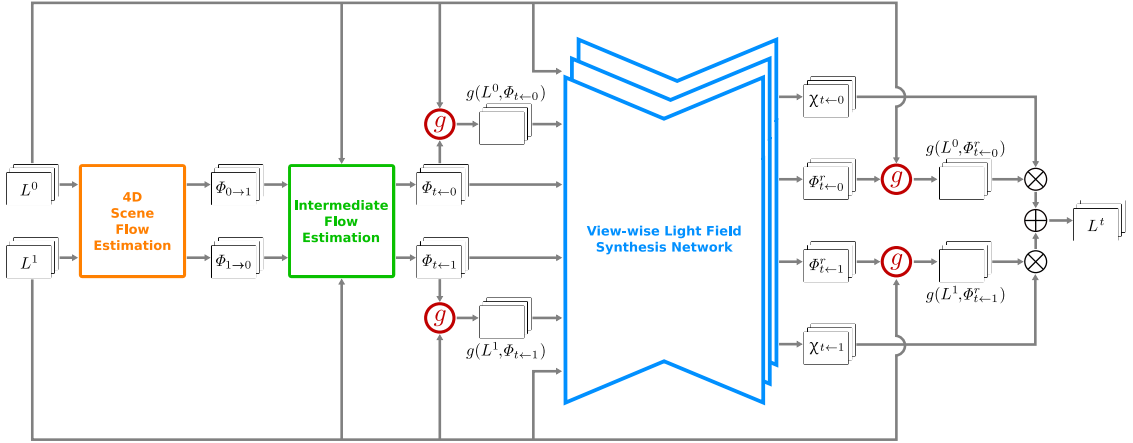 L⁰
L¹
4D
Scene
Flow
Estimation
Φ₀→₁
Φ₁→₀
Intermediate
Flow
Estimation
Φt←0
Φt←1
g
g(L⁰,Φt←0)
g
g(L¹,Φt←1)
View-wise Light Field
Synthesis Network
χt←0
Φʳt←0
Φʳt←1
χt←1
g
g(L⁰,Φʳt←0)
g
g(L¹,Φʳt←1)
Lᵗ